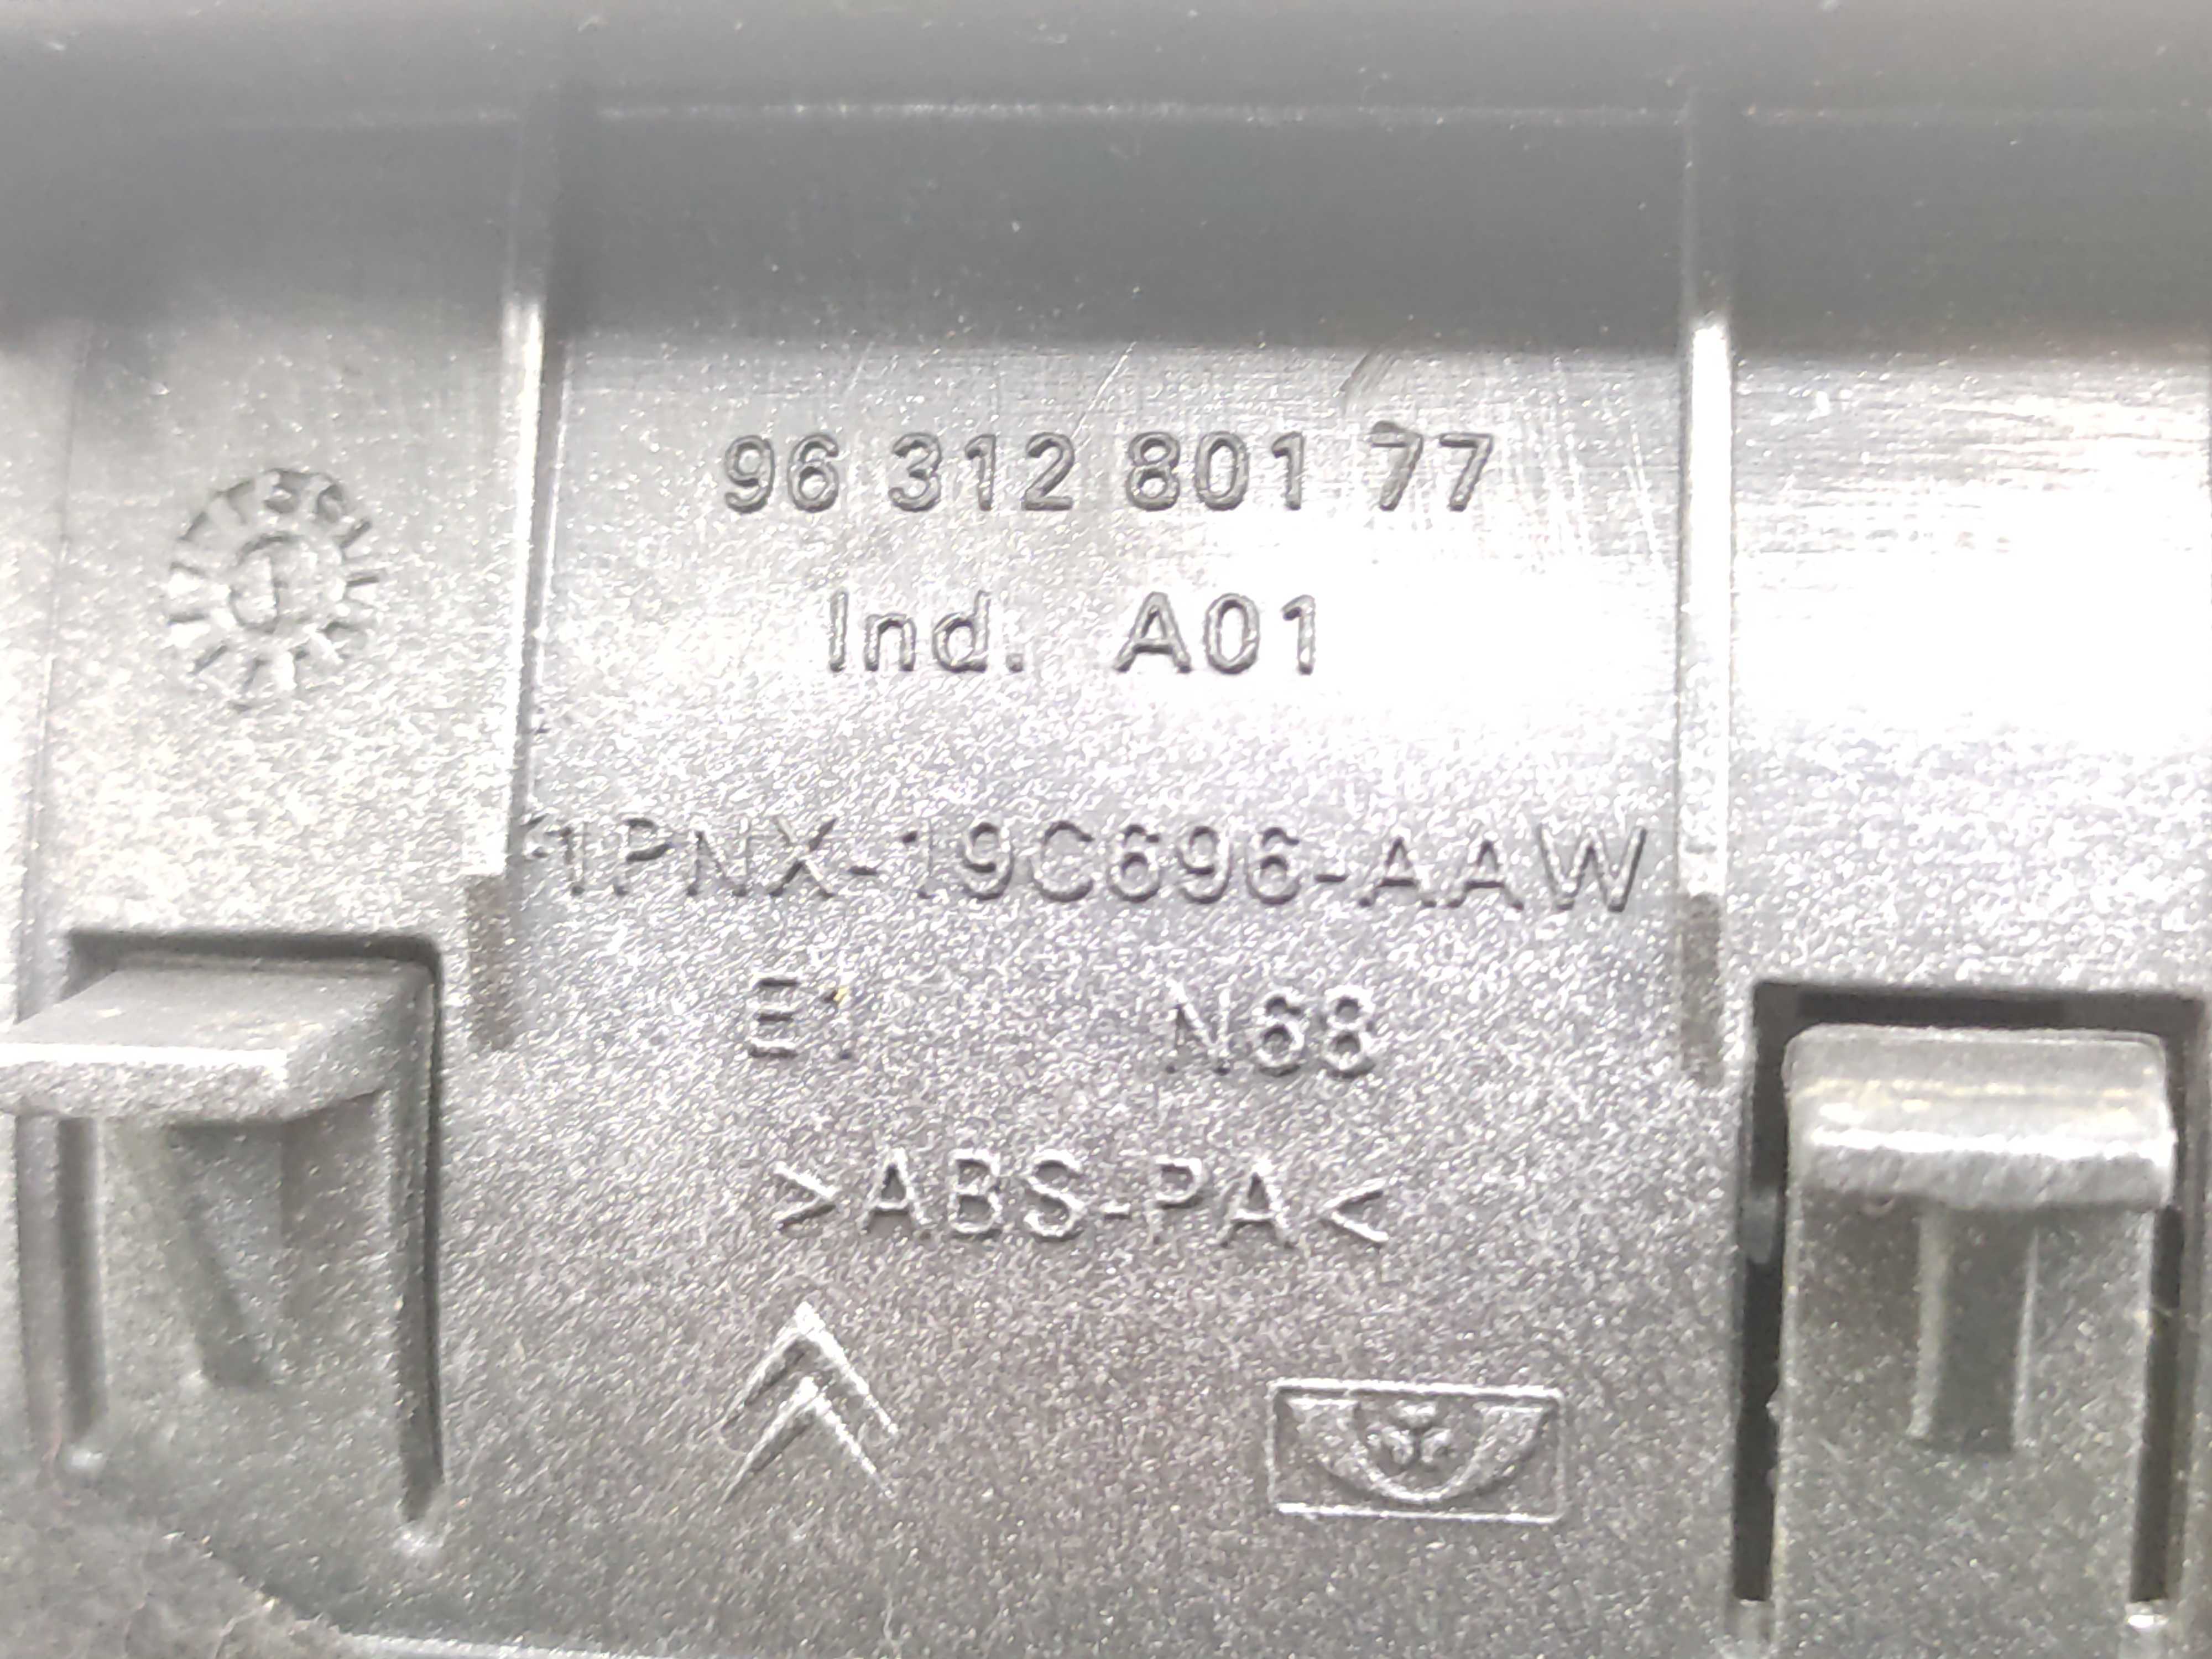 96 312 801 77
Ind. A01
1PNX-19C696-AAW
E1 N68
>ABS-PA<